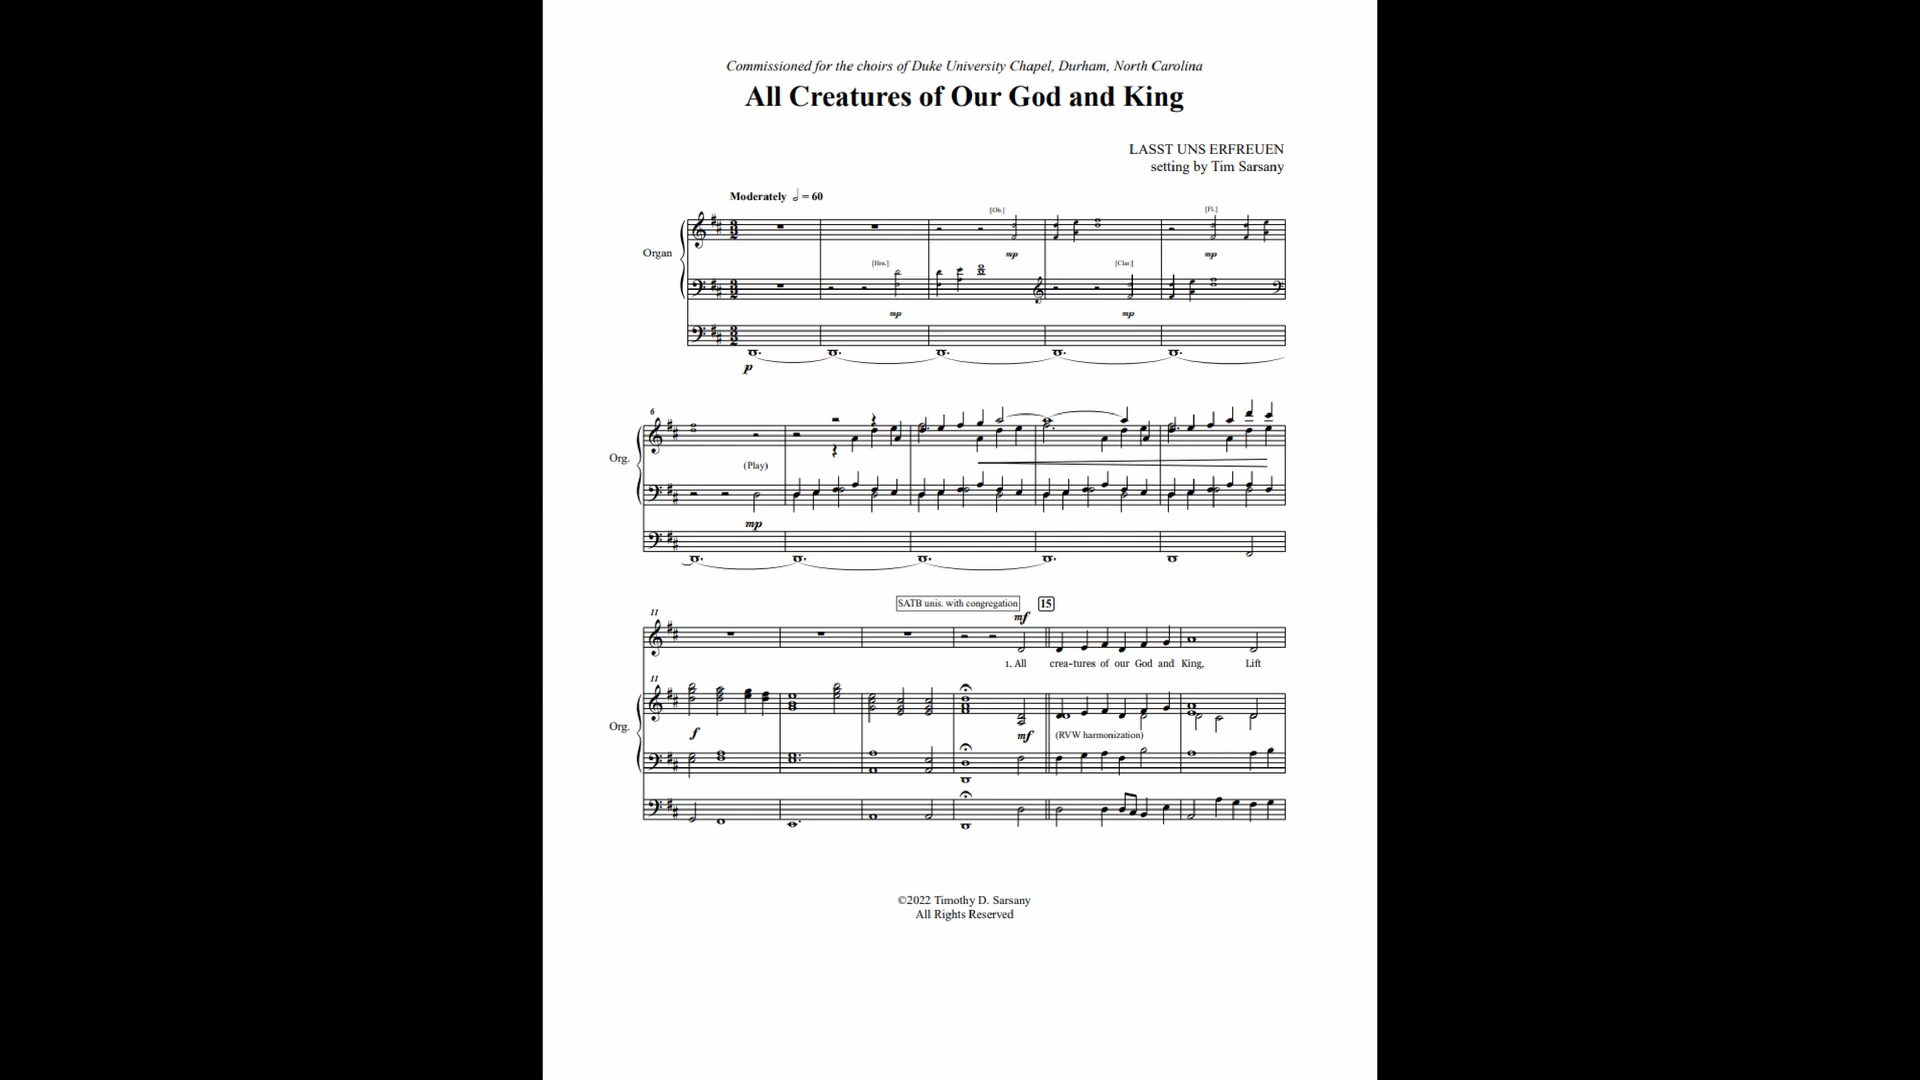 Commissioned for the choirs of Duke University Chapel, Durham, North Carolina
All Creatures of Our God and King
LASST UNS ERFREUEN
setting by Tim Sarsany
Moderately 𝅗𝅥 = 60
[Ob.]
[Fl.]
Organ
mp
mp
[Hns.]
[Clar.]
mp
mp
p
6
Org.
(Play)
mp
SATB unis. with congregation
15
11
mf
1. All crea-tures of our God and King, Lift
11
Org.
f
mf
(RVW harmonization)
©2022 Timothy D. Sarsany
All Rights Reserved